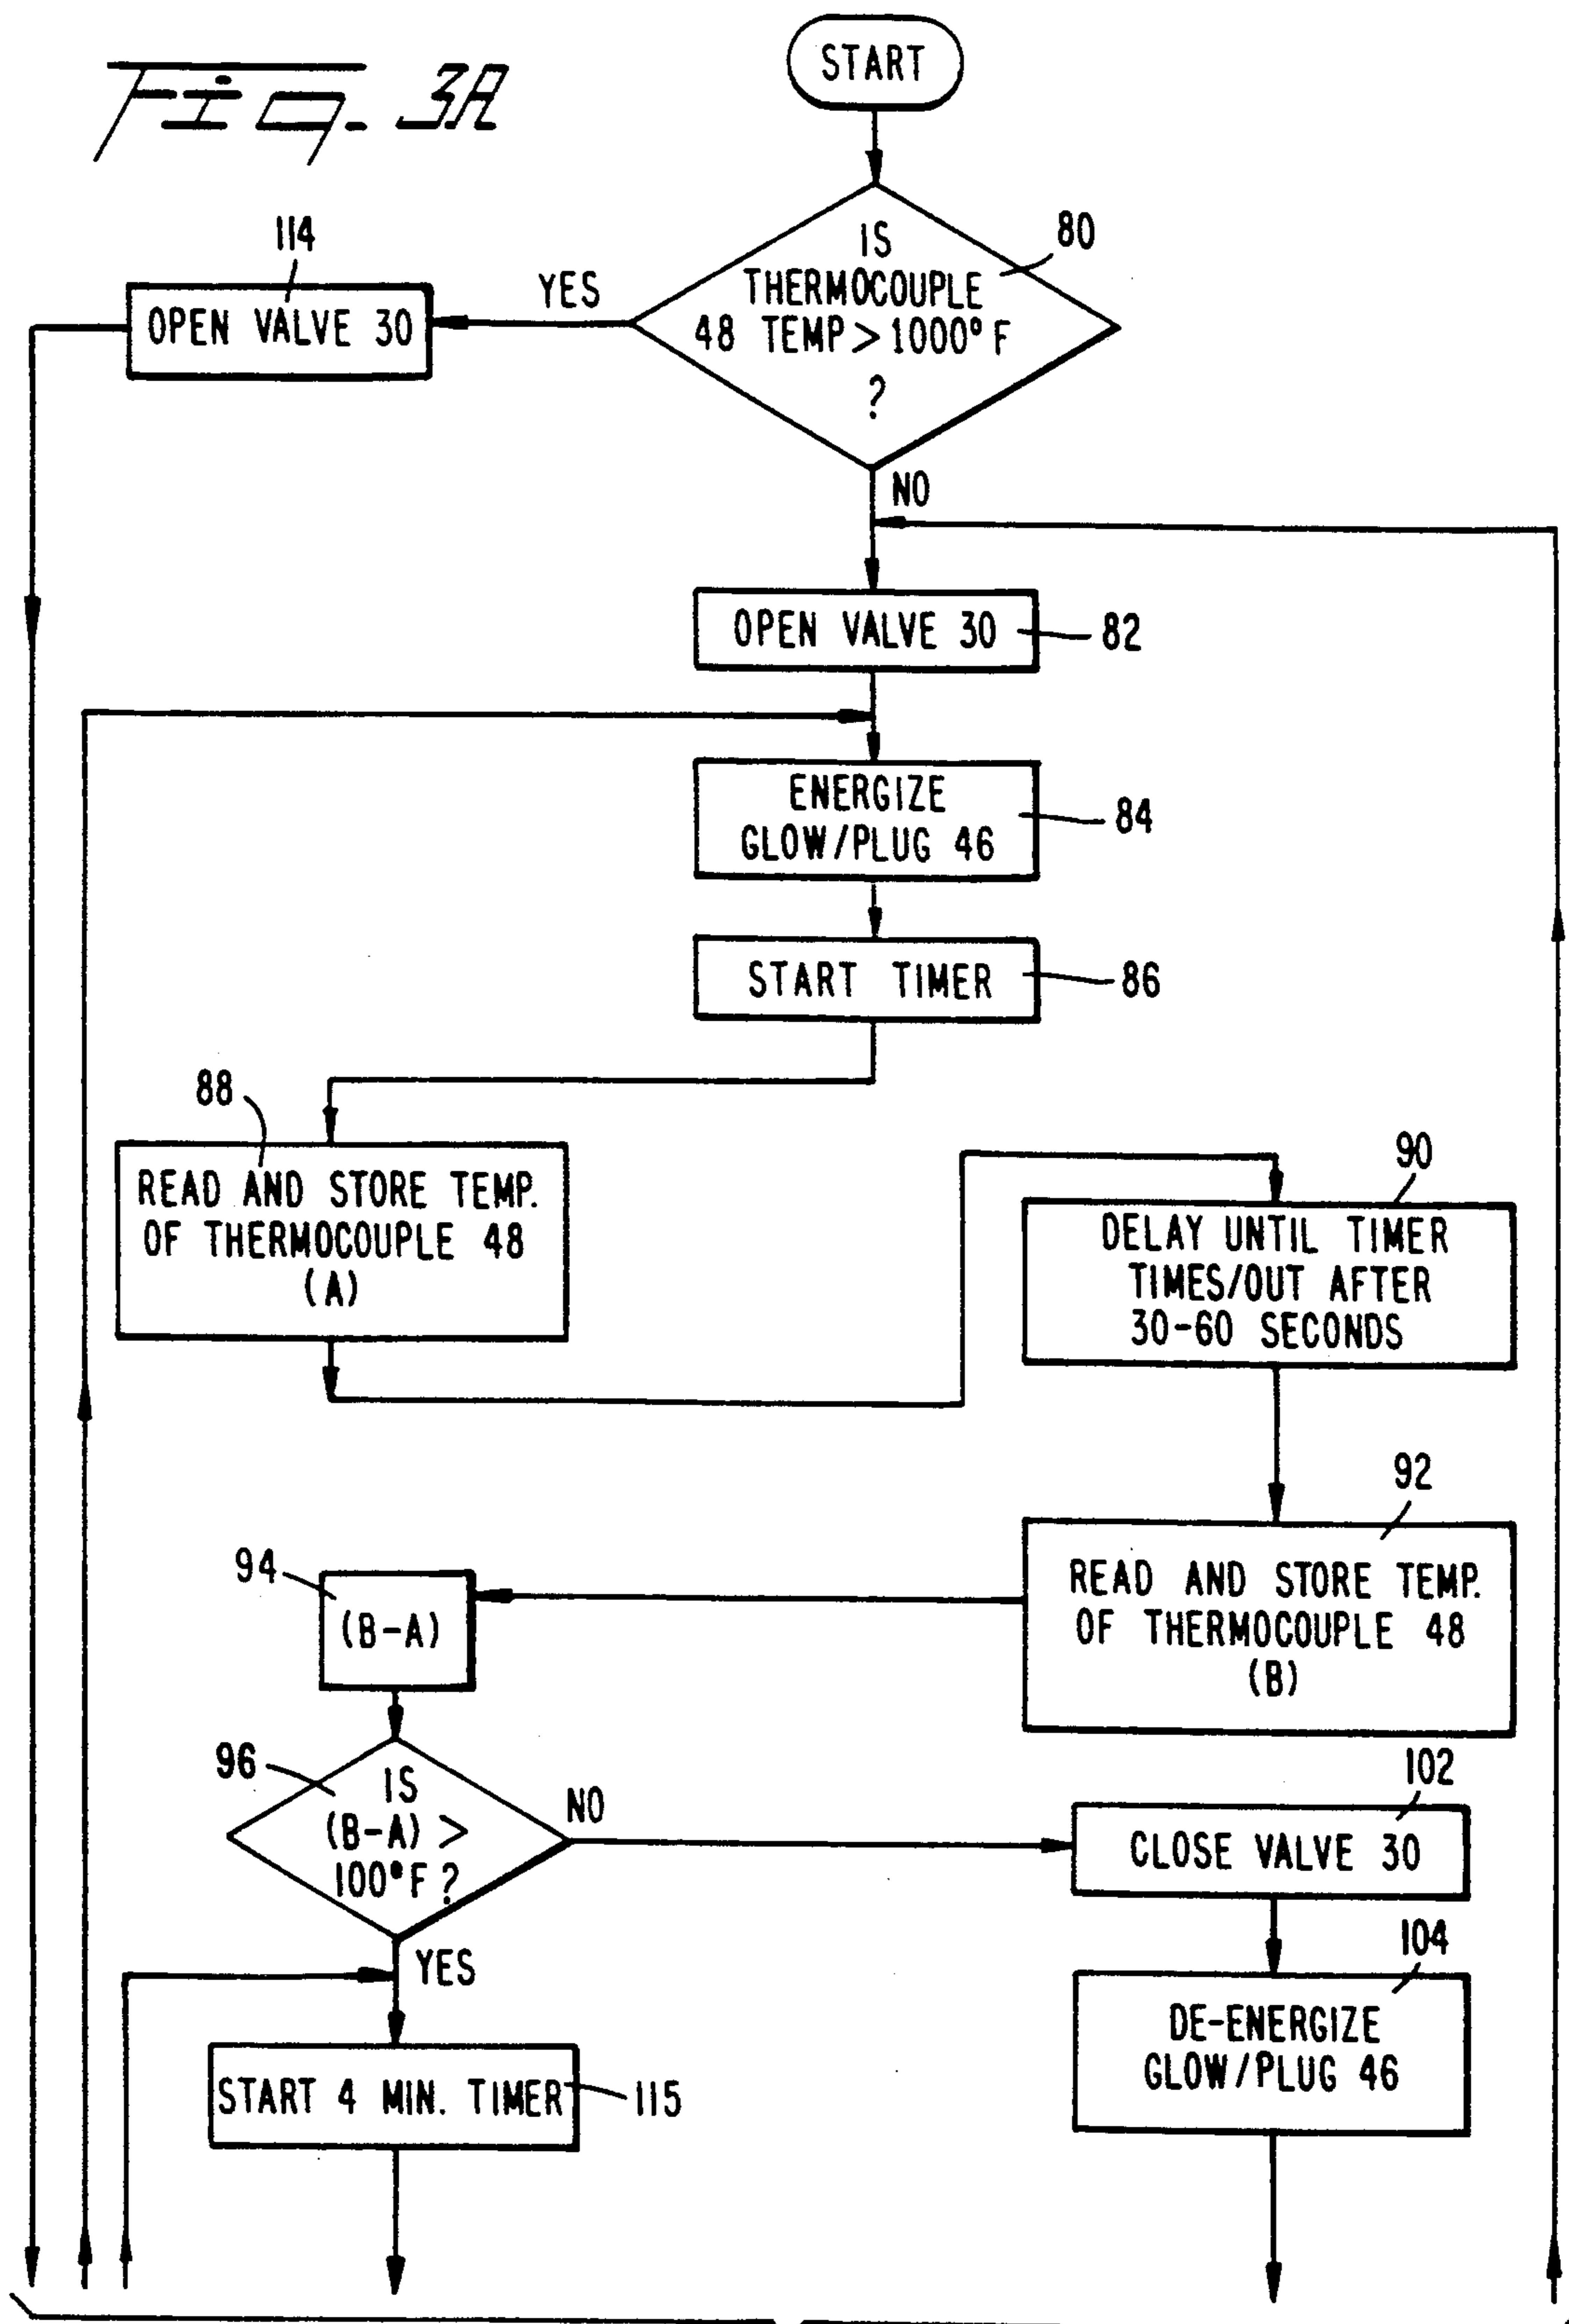 Fig. 3A
START
IS
THERMOCOUPLE
48 TEMP > 1000° F
?
80
YES
114
OPEN VALVE 30
NO
OPEN VALVE 30
82
ENERGIZE
GLOW/PLUG 46
84
START TIMER
86
88
READ AND STORE TEMP.
OF THERMOCOUPLE 48
(A)
90
DELAY UNTIL TIMER
TIMES/OUT AFTER
30-60 SECONDS
92
READ AND STORE TEMP.
OF THERMOCOUPLE 48
(B)
94
(B-A)
96
IS
(B-A) >
100°F ?
NO
102
CLOSE VALVE 30
104
DE-ENERGIZE
GLOW/PLUG 46
YES
START 4 MIN. TIMER
115